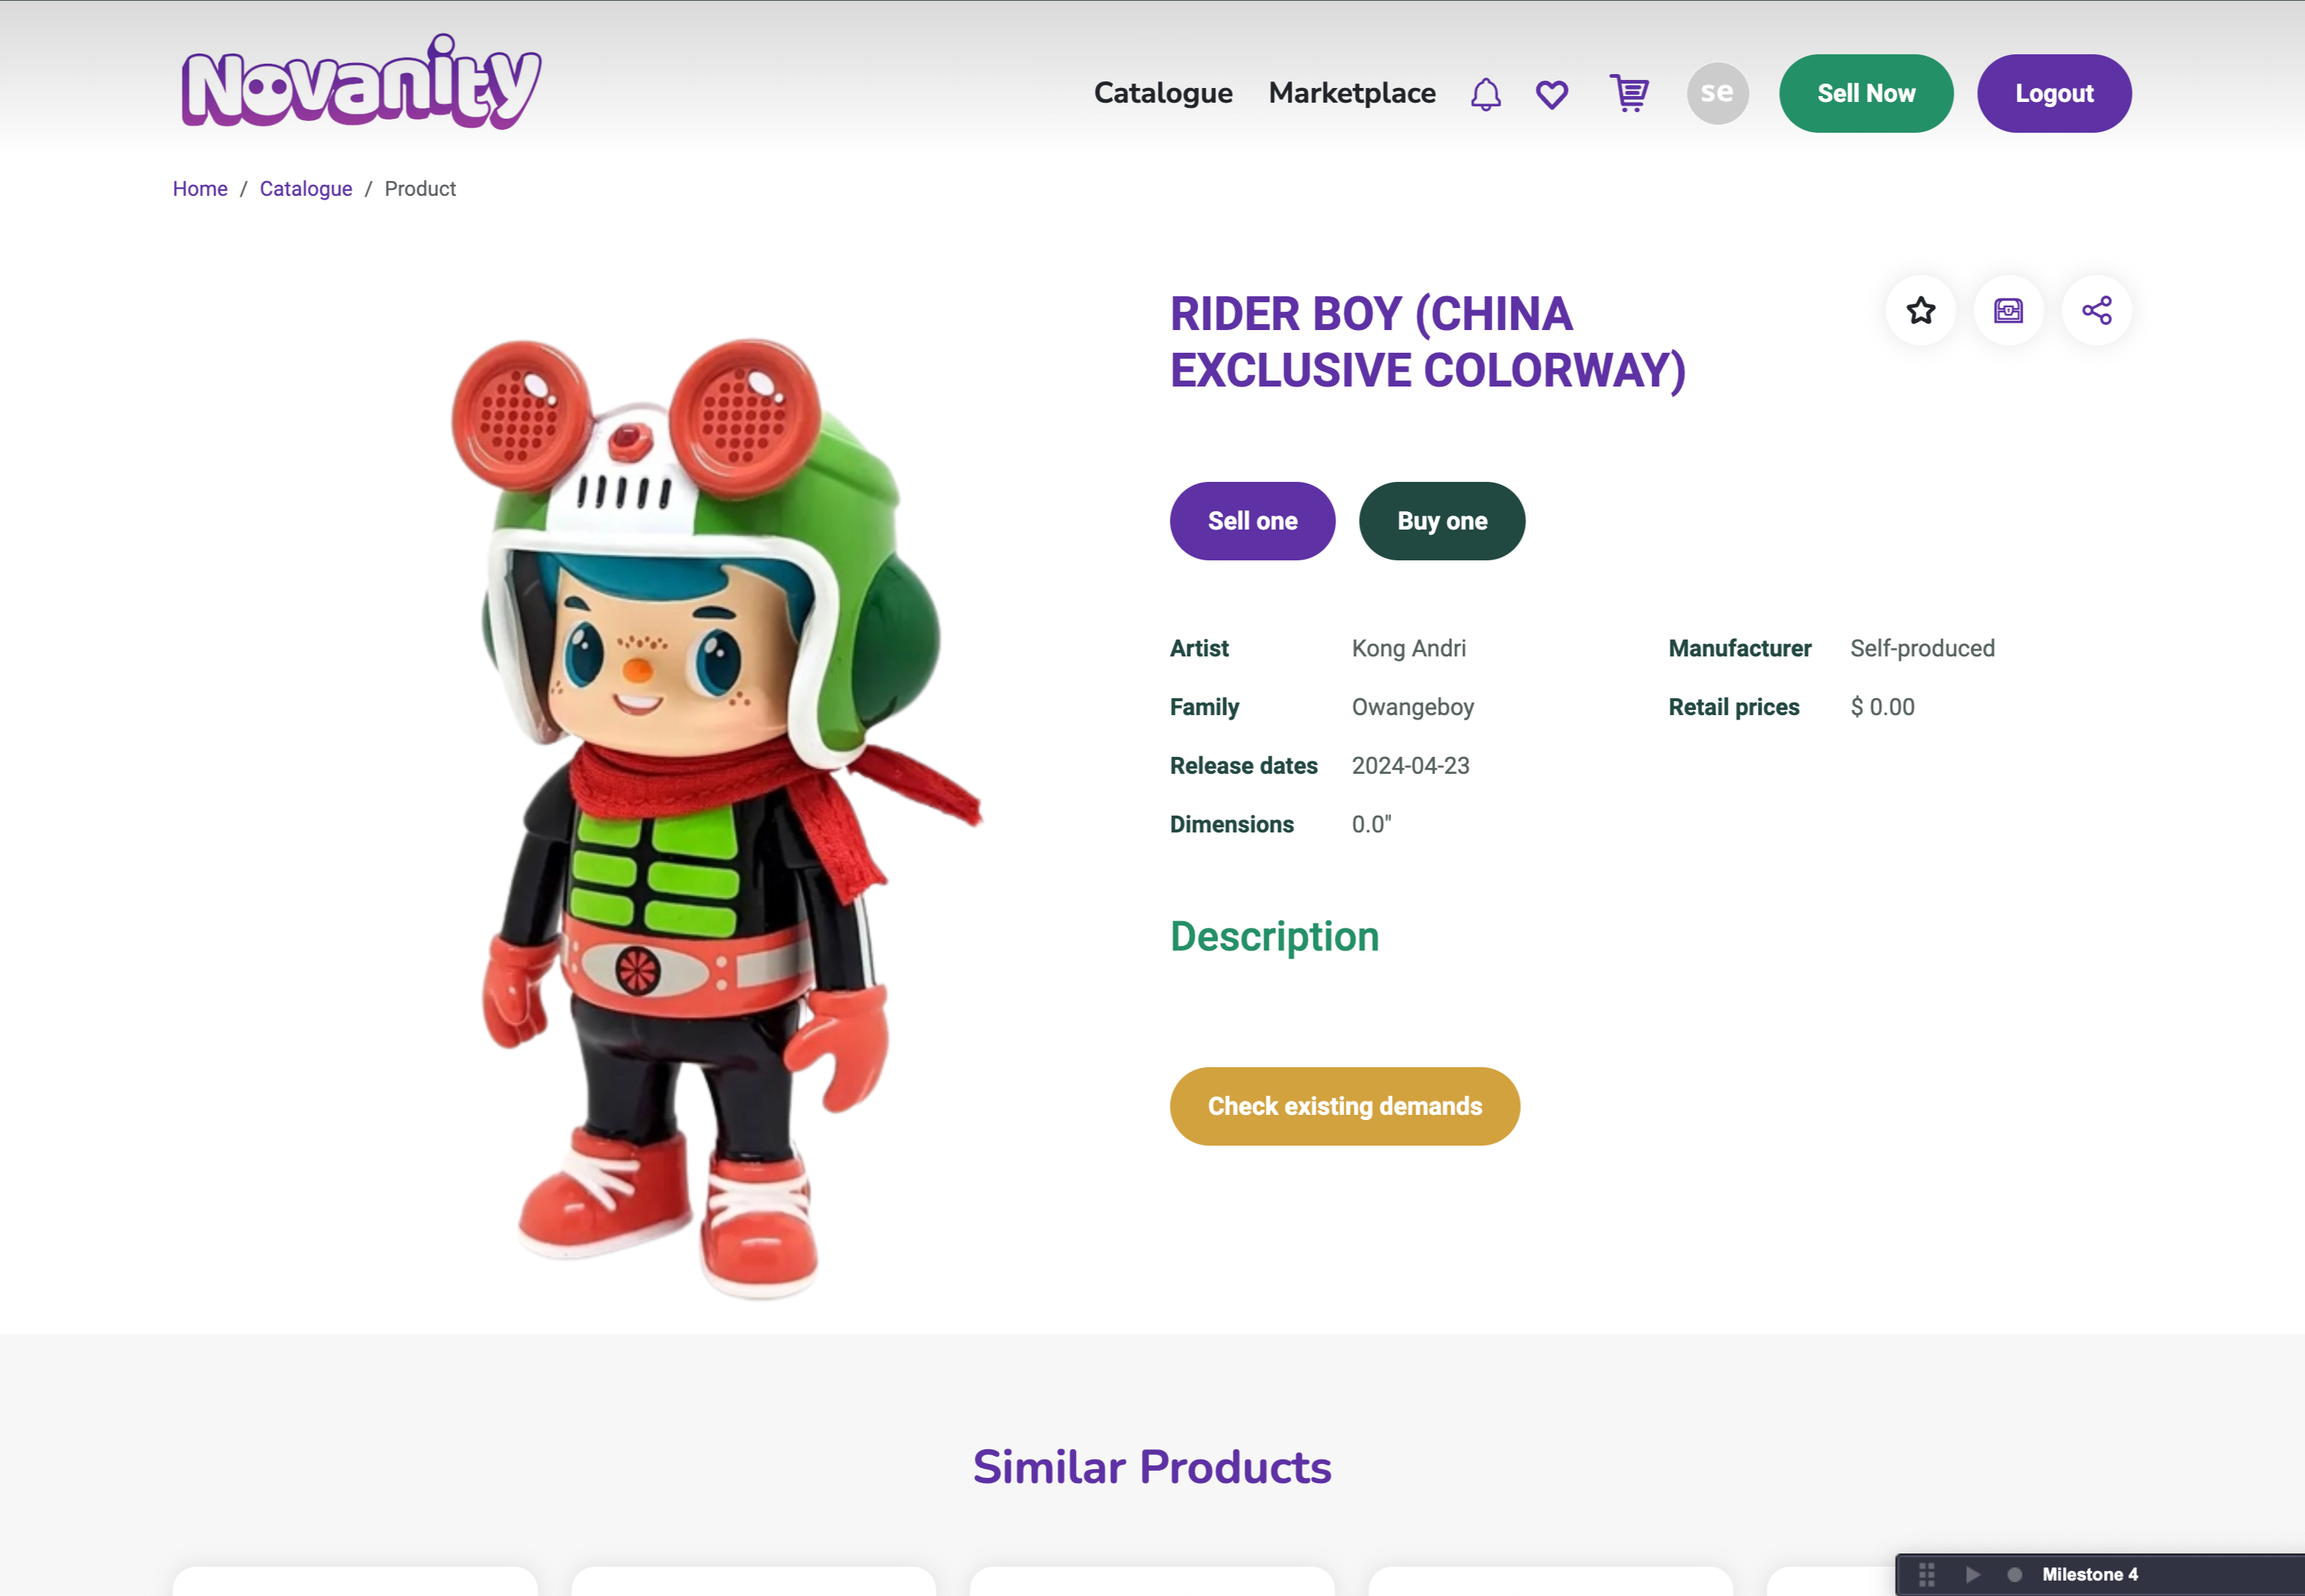 Novanity
Catalogue
Marketplace
se
Sell Now
Logout
Home / Catalogue / Product
RIDER BOY (CHINA
EXCLUSIVE COLORWAY)
Sell one
Buy one
Artist Kong Andri
Manufacturer Self-produced
Family Owangeboy
Retail prices $ 0.00
Release dates 2024-04-23
Dimensions 0.0"
Description
Check existing demands
Similar Products
Milestone 4